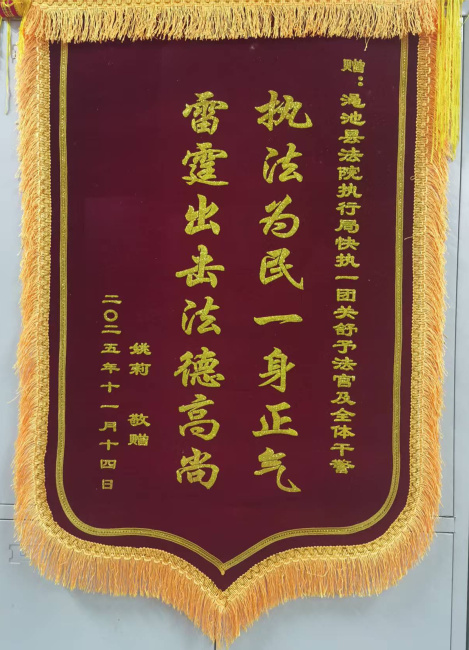 赠：渑池县法院执行局快执一团关舒予法官及全体干警
执法为民一身正气
雷霆出击法德高尚
姚莉 敬赠
二〇二五年十一月十四日